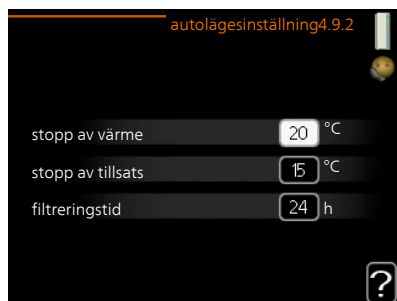 autolägesinställning4.9.2
stopp av värme 20 °C
stopp av tillsats 15 °C
filtreringstid 24 h
?